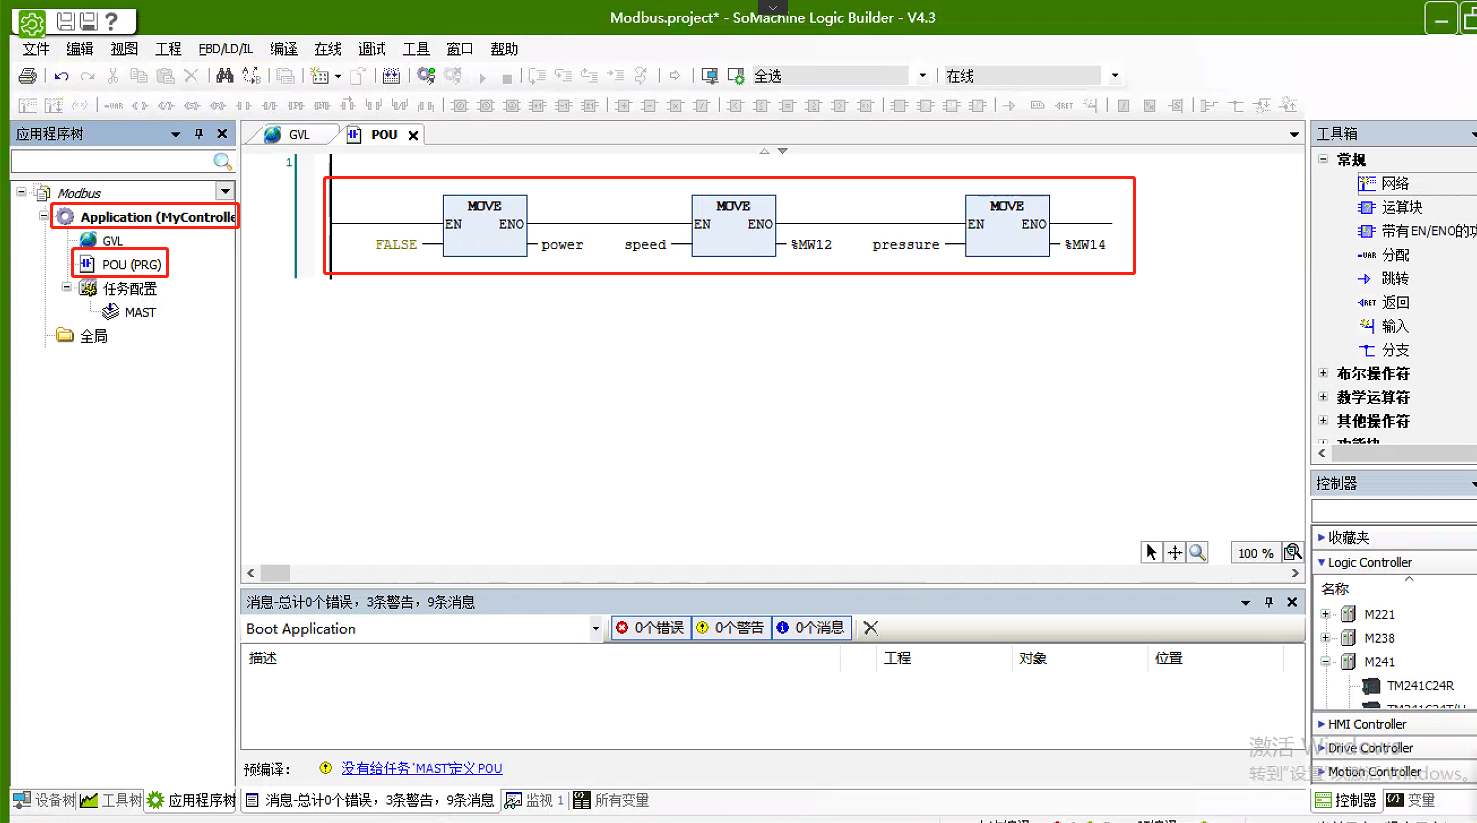 Modbus.project* - SoMachine Logic Builder - V4.3
文件 编辑 视图 工程 FBD/LD/IL 编译 在线 调试 工具 窗口 帮助
全选 在线
应用程序树
GVL POU
工具箱
1
常规
网络
运算块
带有EN/ENO的功
分配
跳转
返回
输入
分支
布尔操作符
数学运算符
其他操作符
Modbus
Application (MyControlle
GVL
POU (PRG)
任务配置
MAST
全局
MOVE MOVE MOVE
EN ENO EN ENO EN ENO
FALSE power speed %MW12 pressure %MW14
100 %
控制器
收藏夹
Logic Controller
名称
M221
M238
M241
TM241C24R
HMI Controller
Drive Controller
Motion Controller
消息-总计0个错误，3条警告，9条消息
Boot Application 0个错误 0个警告 0个消息
描述 工程 对象 位置
激活 Windows
转到"设置"以激活 Windows。
预编译： 没有给任务'MAST'定义 POU
设备树 工具树 应用程序树 消息-总计0个错误，3条警告，9条消息 监视 1 所有变量 控制器 变量